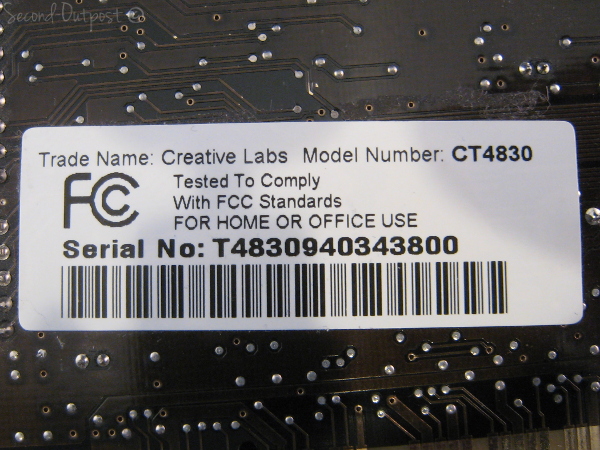 Second Outpost ©
Trade Name: Creative Labs Model Number: CT4830
FCC
Tested To Comply
With FCC Standards
FOR HOME OR OFFICE USE
Serial No: T4830940343800